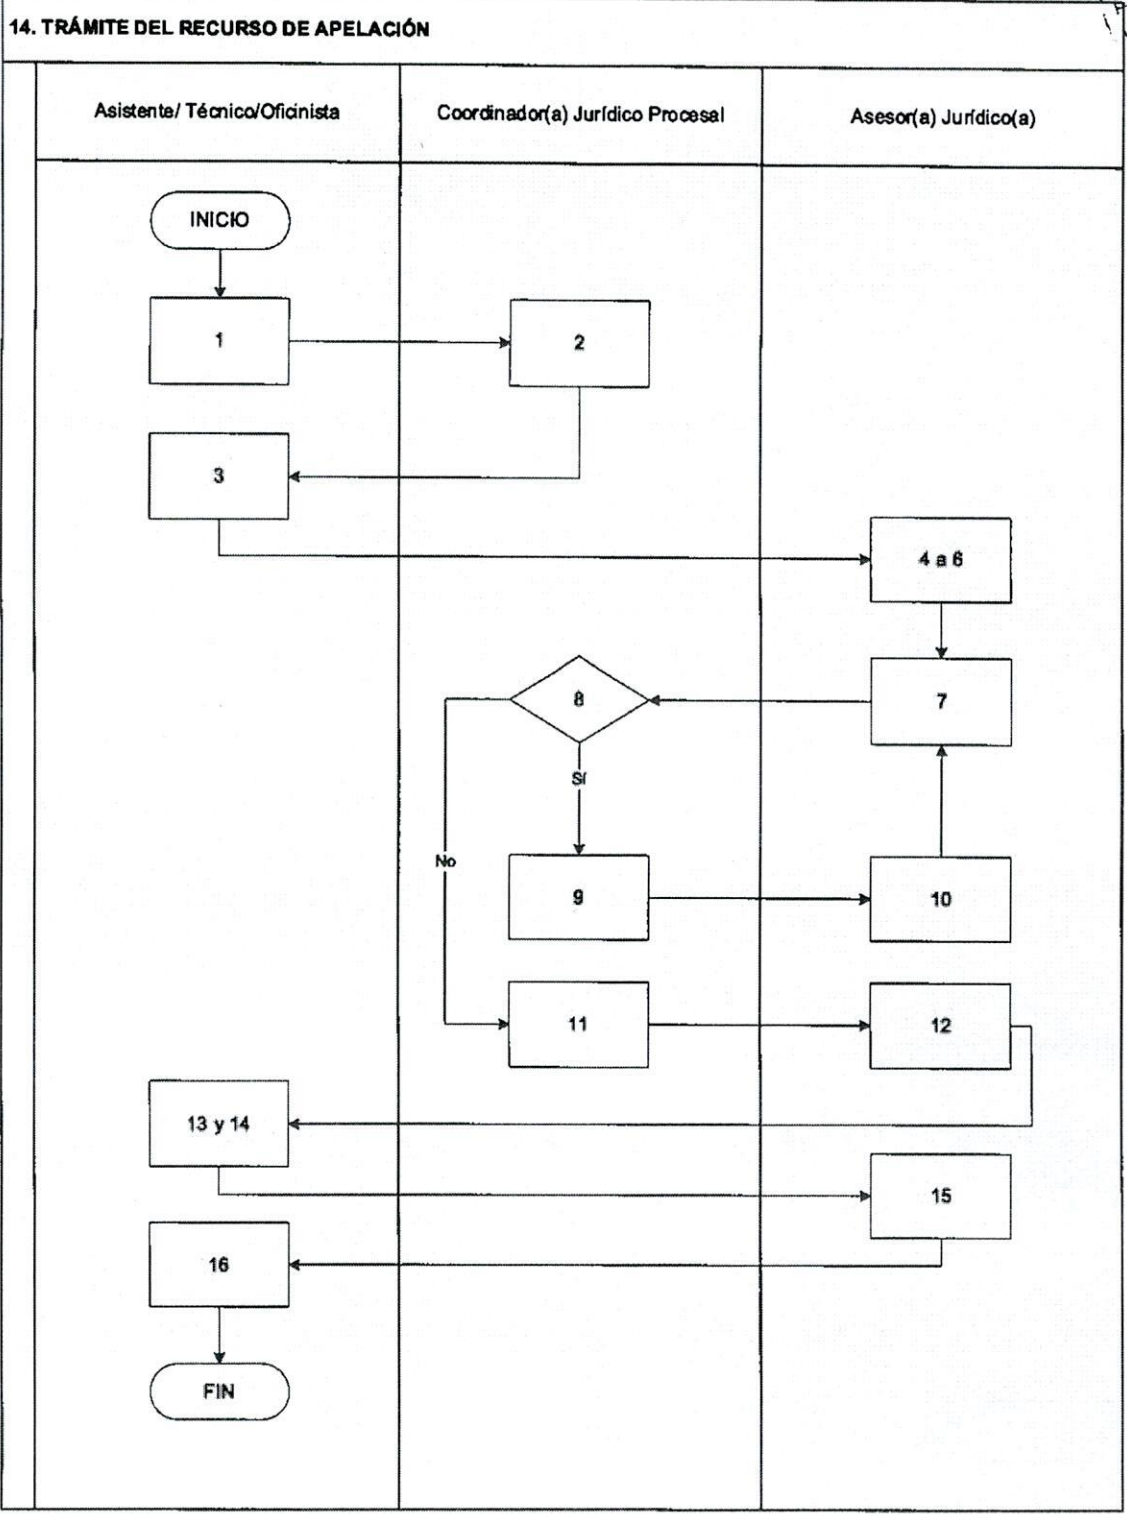 14. TRÁMITE DEL RECURSO DE APELACIÓN
Asistente/ Técnico/Oficinista
Coordinador(a) Jurídico Procesal
Asesor(a) Jurídico(a)
INICIO
1
2
3
4 a 6
7
8
Sí
No
9
10
11
12
13 y 14
15
16
FIN